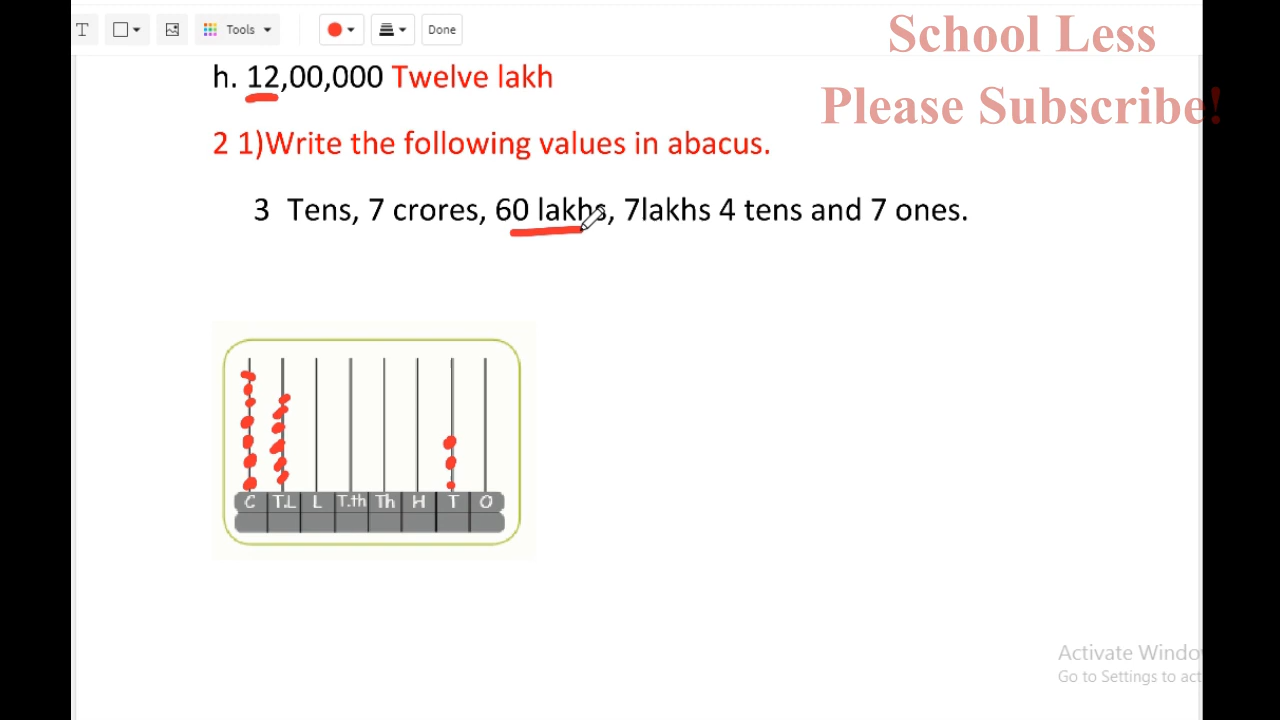 T Tools Done
School Less
Please Subscribe!
h. 12,00,000 Twelve lakh
2 1)Write the following values in abacus.
3 Tens, 7 crores, 60 lakhs, 7lakhs 4 tens and 7 ones.
C T.L L T.th Th H T O
Activate Windo
Go to Settings to act